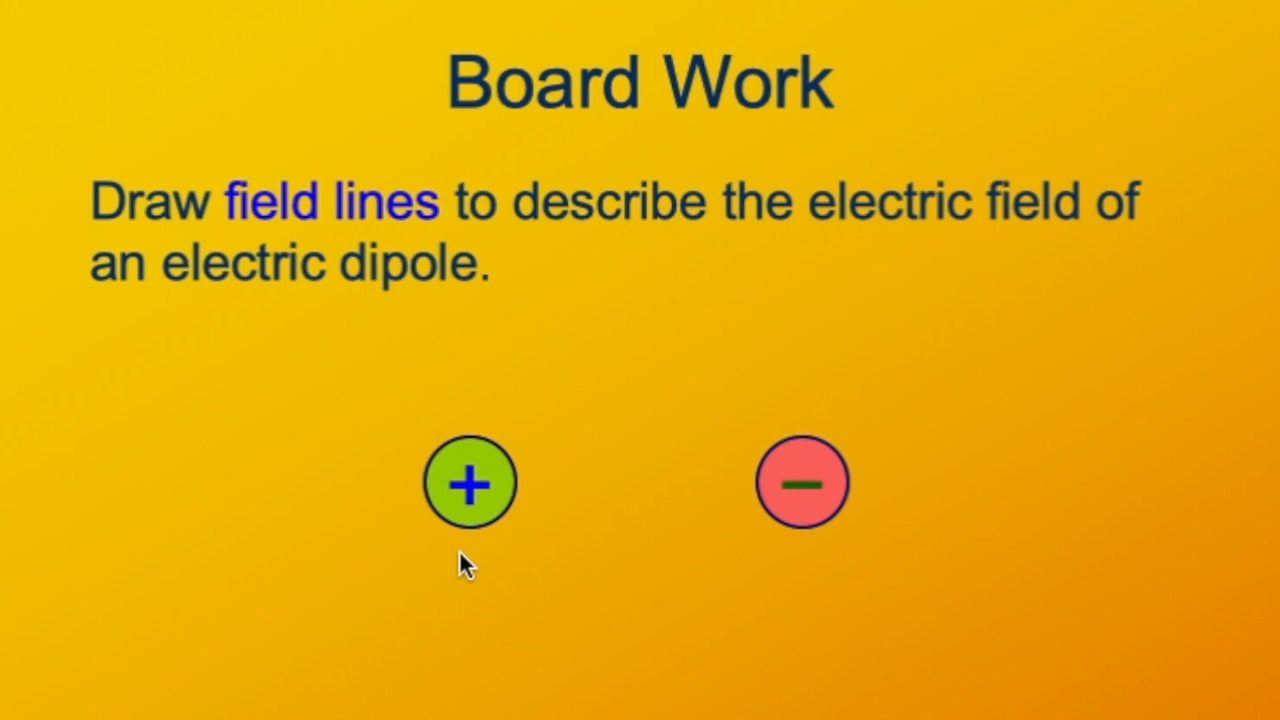 Board Work
Draw field lines to describe the electric field of
an electric dipole.
+ −